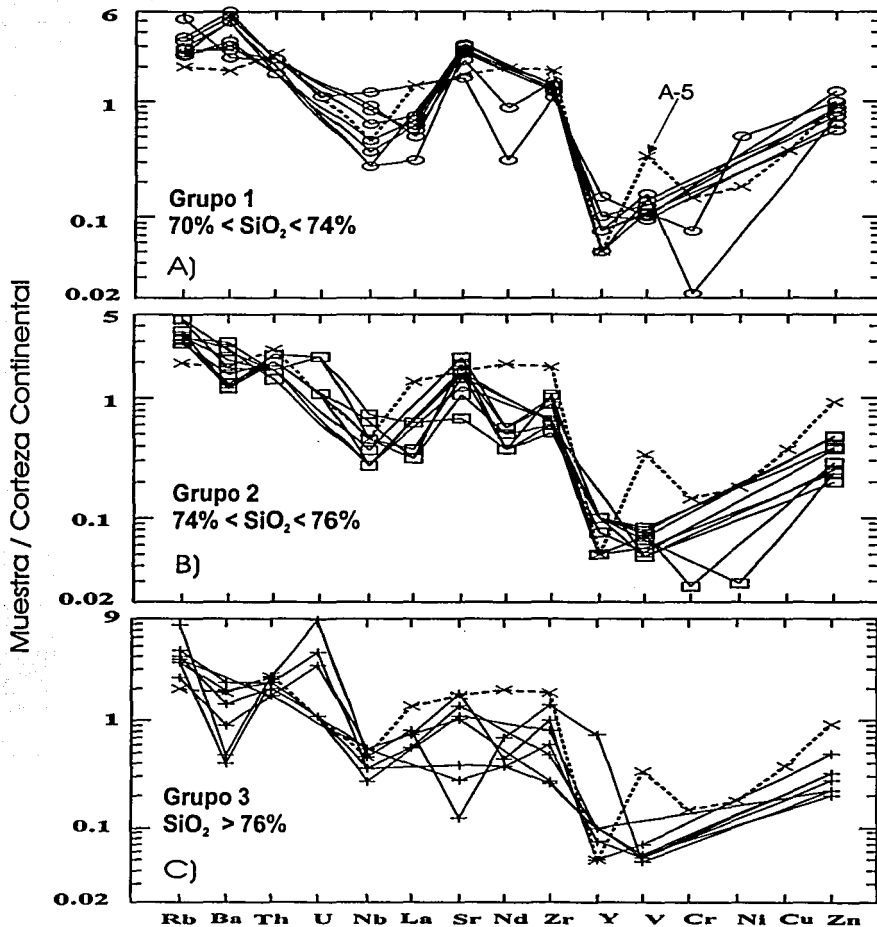 Muestra / Corteza Continental
6
1
0.1
0.02
A-5
Grupo 1
70% < SiO₂ < 74%
A)
5
1
0.1
0.02
Grupo 2
74% < SiO₂ < 76%
B)
9
1
0.1
0.02
Grupo 3
SiO₂ > 76%
C)
Rb Ba Th U Nb La Sr Nd Zr Y V Cr Ni Cu Zn